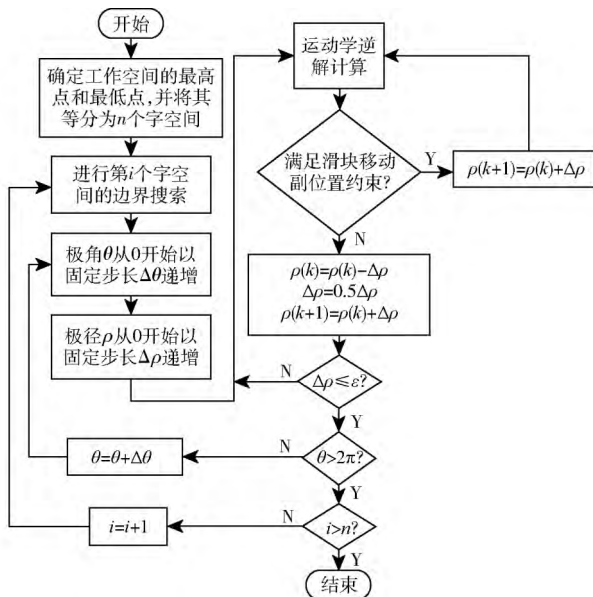 开始
确定工作空间的最高
点和最低点,并将其
等分为n个字空间
进行第i个字空
间的边界搜索
极角θ从0开始以
固定步长Δθ递增
极径ρ从0开始以
固定步长Δρ递增
θ=θ+Δθ
i=i+1
运动学逆
解计算
满足滑块移动
副位置约束?
Y
ρ(k+1)=ρ(k)+Δρ
N
ρ(k)=ρ(k)-Δρ
Δρ=0.5Δρ
ρ(k+1)=ρ(k)+Δρ
N
Δρ≤ε?
Y
N
θ>2π?
Y
N
i>n?
Y
结束